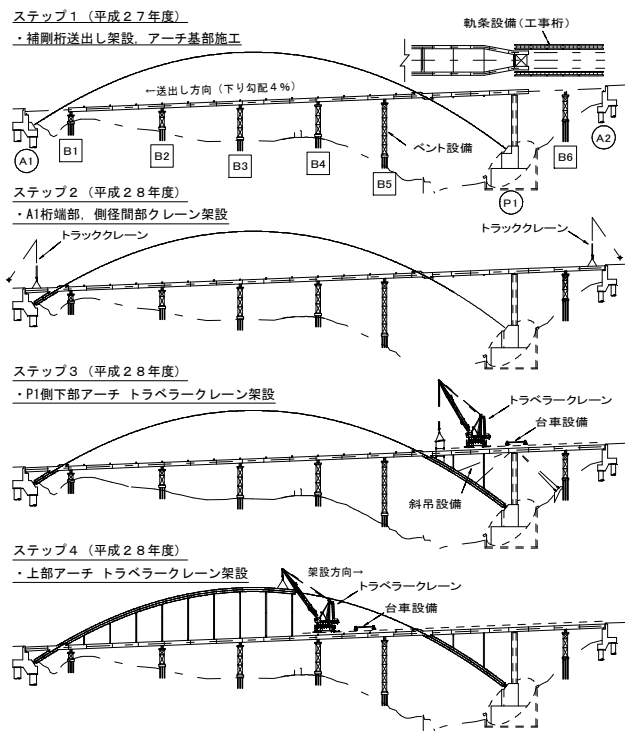 ステップ１（平成２７年度）
・補剛桁送出し架設，アーチ基部施工
軌条設備（工事桁）
←送出し方向（下り勾配４％）
ベント設備
A1
B1
B2
B3
B4
B5
P1
B6
A2
ステップ２（平成２８年度）
・A1桁端部，側径間部クレーン架設
トラッククレーン
トラッククレーン
ステップ３（平成２８年度）
・P1側下部アーチ トラベラークレーン架設
トラベラークレーン
台車設備
斜吊設備
ステップ４（平成２８年度）
・上部アーチ トラベラークレーン架設
架設方向→
トラベラークレーン
台車設備